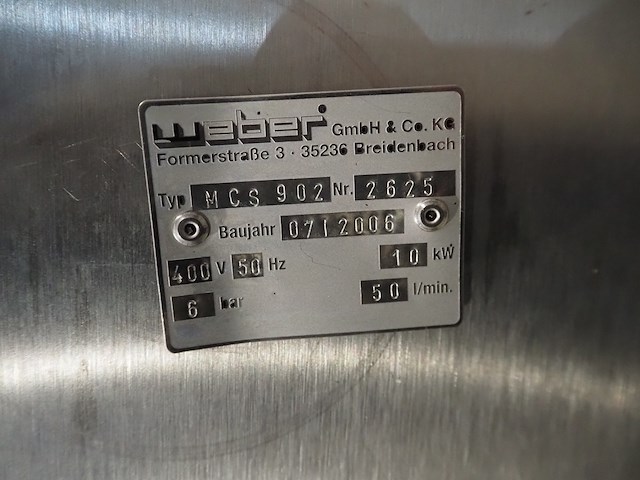 weber GmbH & Co. KG
Formerstraße 3 · 35236 Breidenbach
Typ MCS 902 Nr. 2625
Baujahr 07/2006
400 V 50 Hz 10 kW
6 bar 50 l/min.